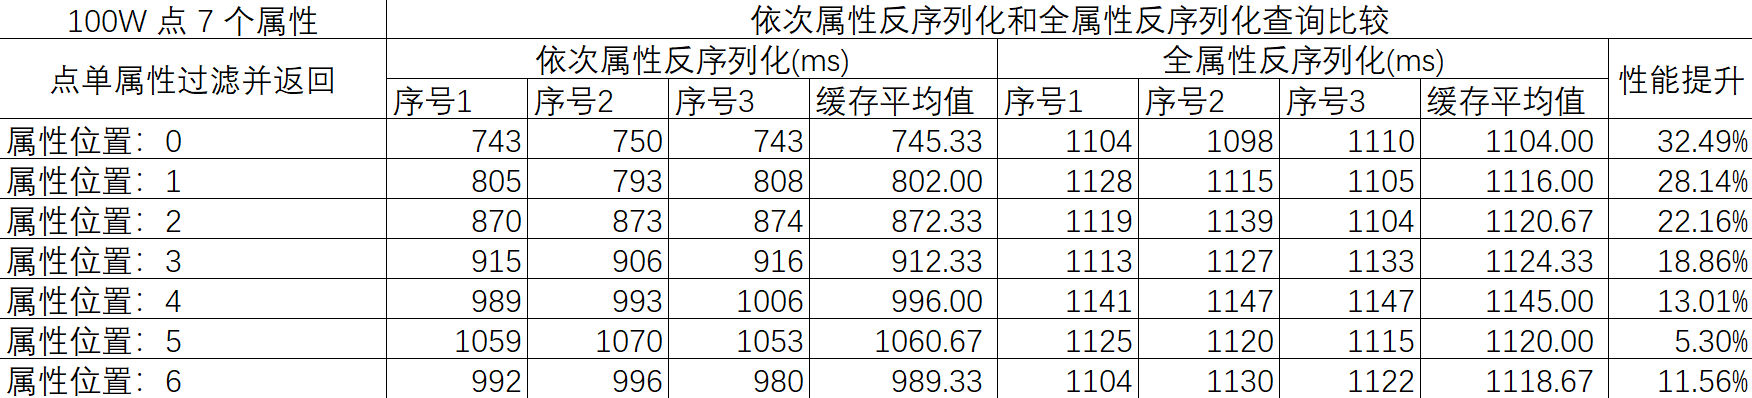 100W 点 7 个属性 依次属性反序列化和全属性反序列化查询比较
点单属性过滤并返回 依次属性反序列化(ms) 全属性反序列化(ms) 性能提升
序号1 序号2 序号3 缓存平均值 序号1 序号2 序号3 缓存平均值
属性位置：0 743 750 743 745.33 1104 1098 1110 1104.00 32.49%
属性位置：1 805 793 808 802.00 1128 1115 1105 1116.00 28.14%
属性位置：2 870 873 874 872.33 1119 1139 1104 1120.67 22.16%
属性位置：3 915 906 916 912.33 1113 1127 1133 1124.33 18.86%
属性位置：4 989 993 1006 996.00 1141 1147 1147 1145.00 13.01%
属性位置：5 1059 1070 1053 1060.67 1125 1120 1115 1120.00 5.30%
属性位置：6 992 996 980 989.33 1104 1130 1122 1118.67 11.56%